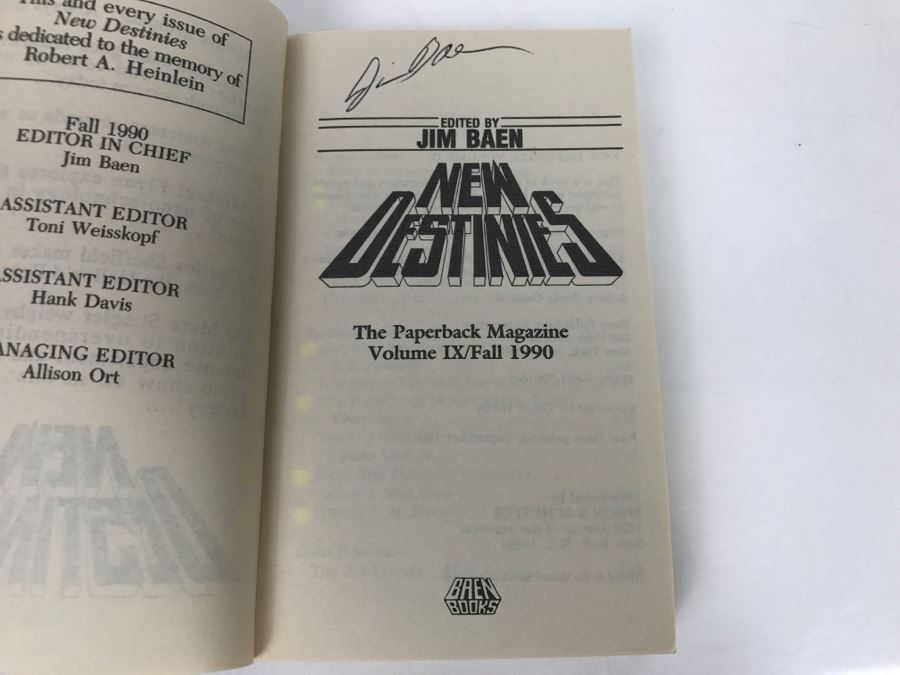 This and every issue of
New Destinies
is dedicated to the memory of
Robert A. Heinlein
Fall 1990
EDITOR IN CHIEF
Jim Baen
ASSISTANT EDITOR
Toni Weisskopf
ASSISTANT EDITOR
Hank Davis
MANAGING EDITOR
Allison Ort
Jim Baen
EDITED BY
JIM BAEN
NEW
DESTINIES
The Paperback Magazine
Volume IX/Fall 1990
BAEN
BOOKS